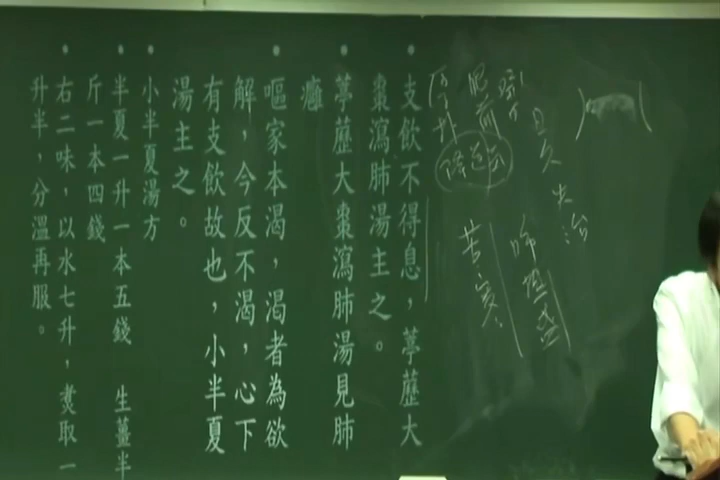 支飲不得息，葶藶大
棗瀉肺湯主之。
葶藶大棗瀉肺湯見肺
癰
嘔家本渴，渴者為欲
解，今反不渴，心下
有支飲故也，小半夏
湯主之。
小半夏湯方
半夏一升一本五錢　生薑半
斤一本四錢
右二味，以水七升，煑取一
升半，分溫再服。
久失治
苦寒